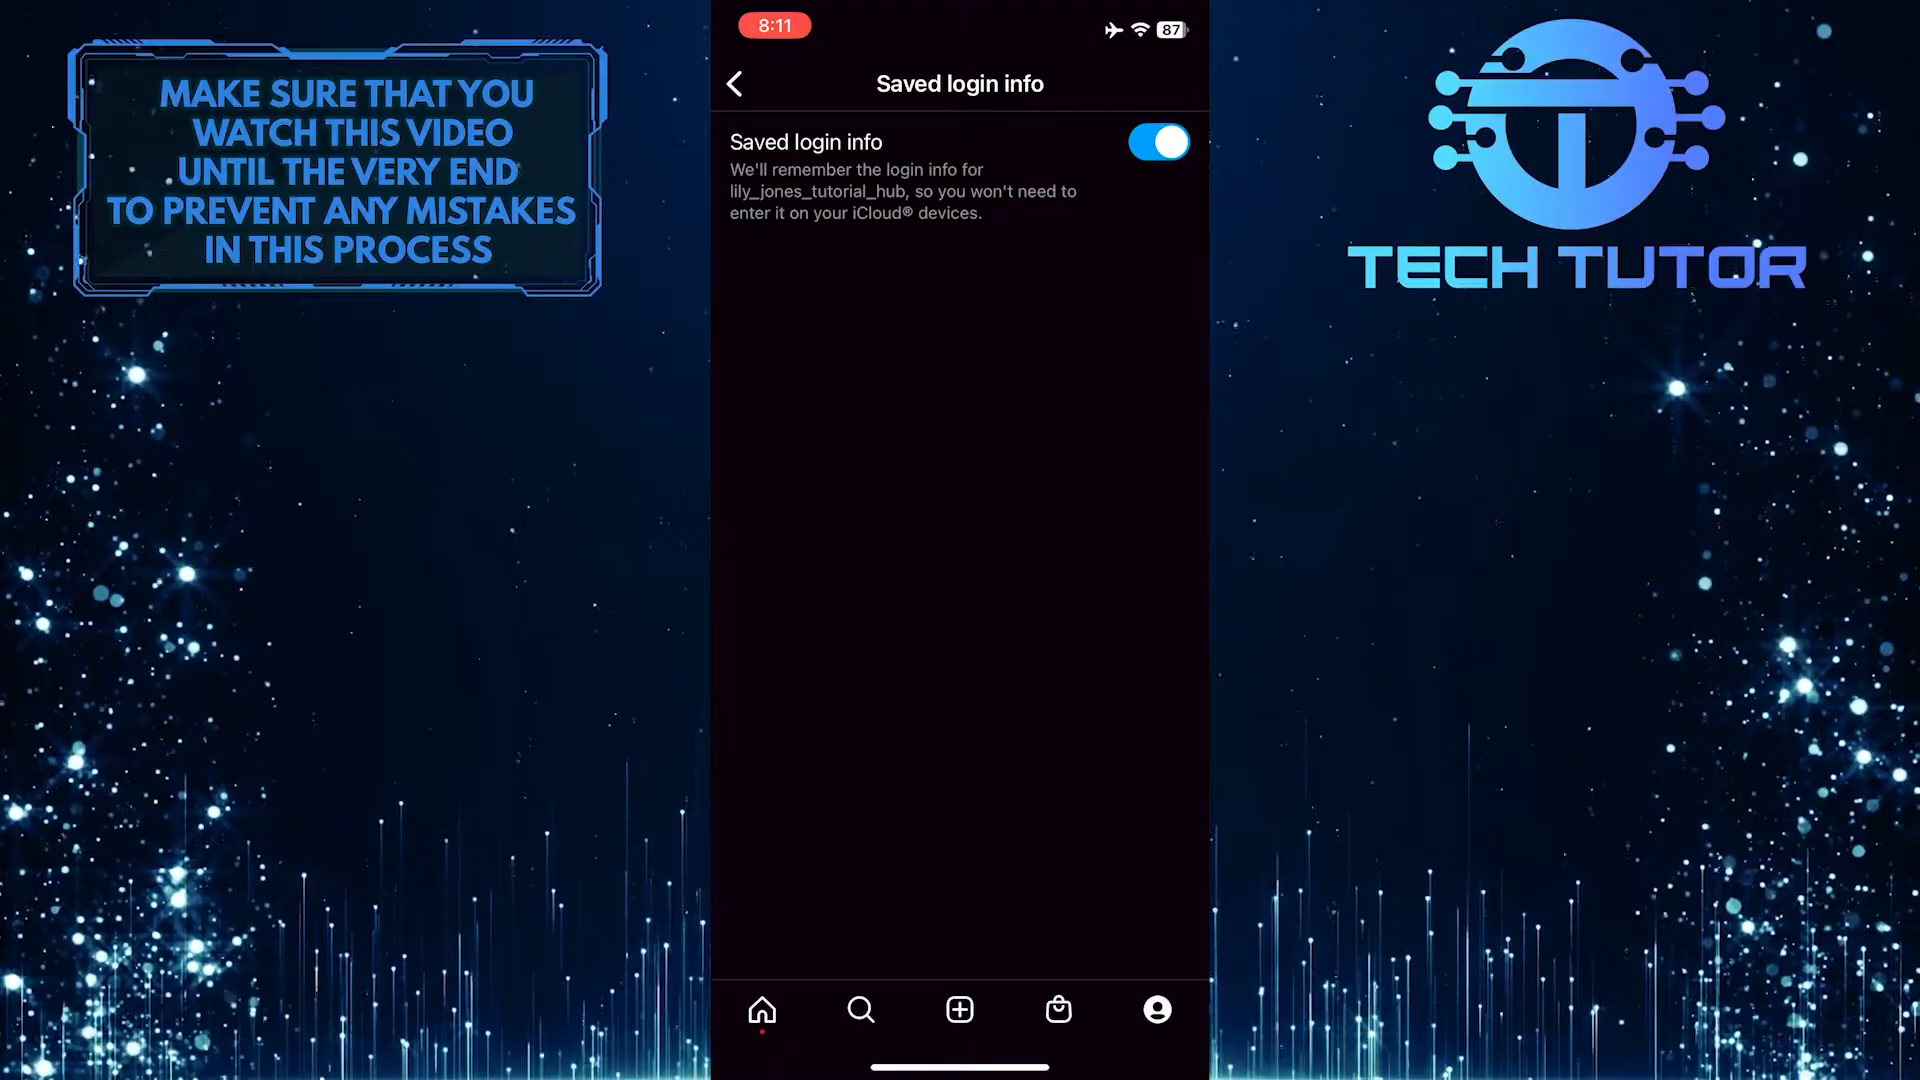 MAKE SURE THAT YOU
WATCH THIS VIDEO
UNTIL THE VERY END
TO PREVENT ANY MISTAKES
IN THIS PROCESS
8:11
87
Saved login info
Saved login info
We'll remember the login info for
lily_jones_tutorial_hub, so you won't need to
enter it on your iCloud® devices.
TECH TUTOR